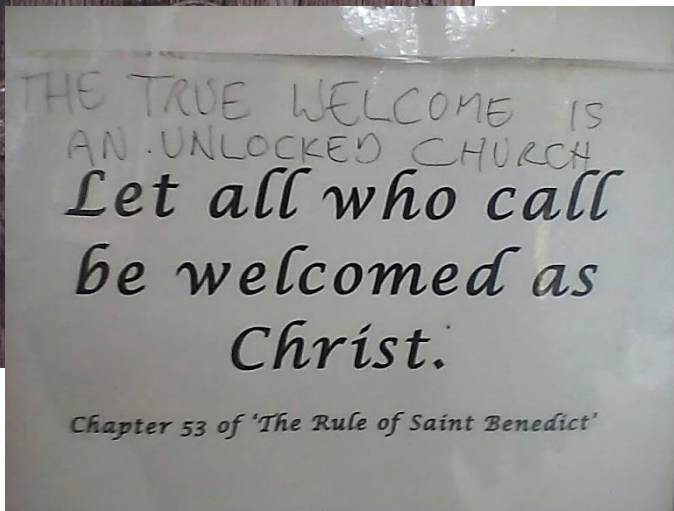 THE TRUE WELCOME IS
AN UNLOCKED CHURCH
Let all who call
be welcomed as
Christ.
Chapter 53 of ‘The Rule of Saint Benedict’